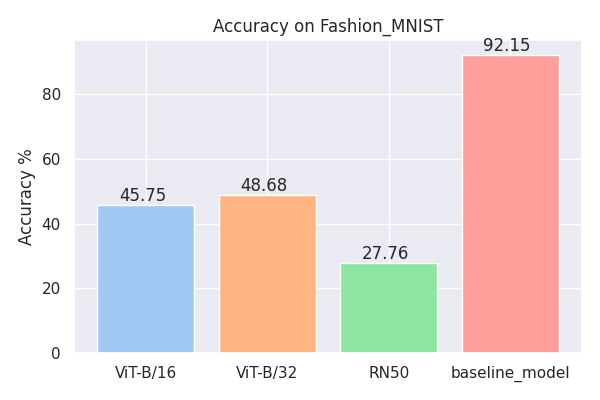 Accuracy on Fashion_MNIST
Accuracy %
80
60
40
20
0
45.75
48.68
27.76
92.15
ViT-B/16
ViT-B/32
RN50
baseline_model